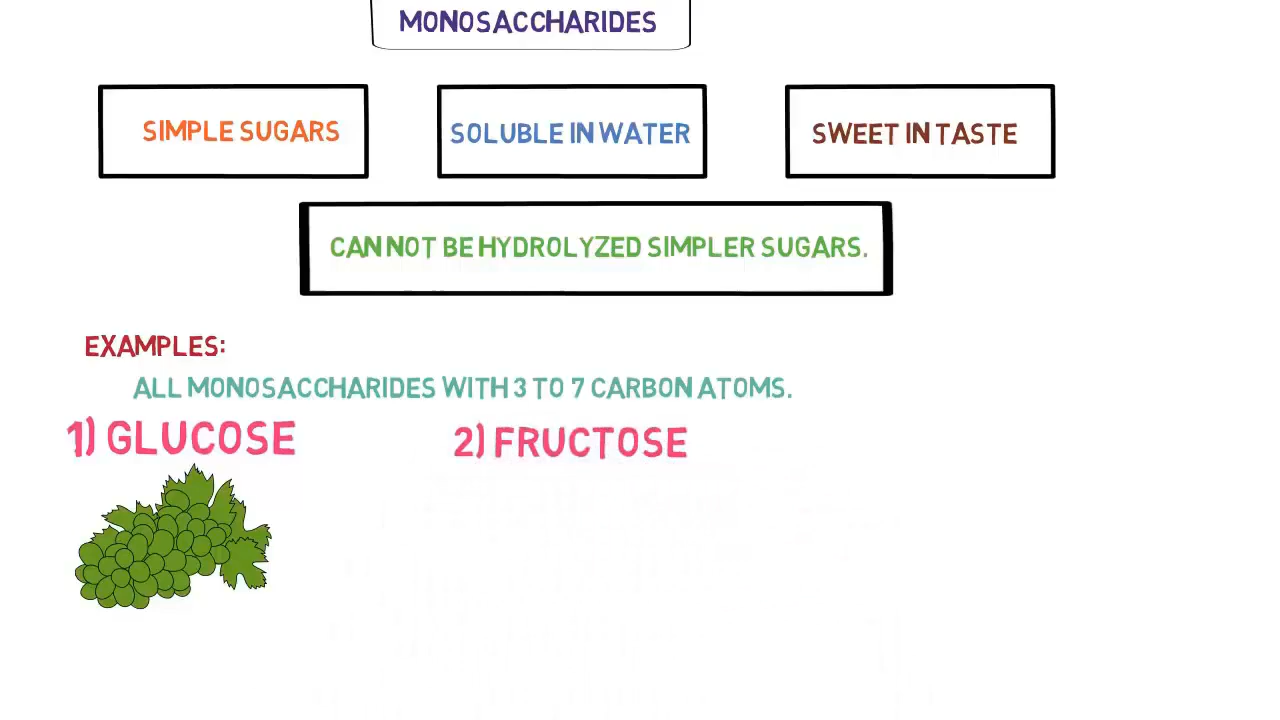 MONOSACCHARIDES
SIMPLE SUGARS
SOLUBLE IN WATER
SWEET IN TASTE
CAN NOT BE HYDROLYZED SIMPLER SUGARS.
EXAMPLES:
ALL MONOSACCHARIDES WITH 3 TO 7 CARBON ATOMS.
1) GLUCOSE
2) FRUCTOSE